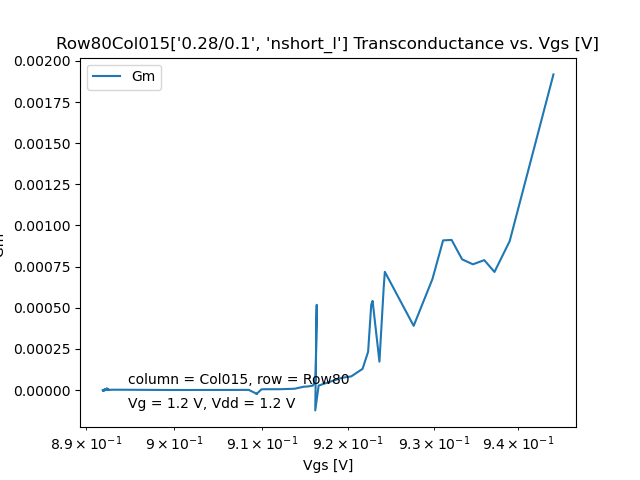 Row80Col015['0.28/0.1', 'nshort_l'] Transconductance vs. Vgs [V]
Gm
0.00200
0.00175
0.00150
0.00125
0.00100
0.00075
0.00050
0.00025
0.00000
Gm
column = Col015, row = Row80
Vg = 1.2 V, Vdd = 1.2 V
8.9 × 10⁻¹ 9 × 10⁻¹ 9.1 × 10⁻¹ 9.2 × 10⁻¹ 9.3 × 10⁻¹ 9.4 × 10⁻¹
Vgs [V]